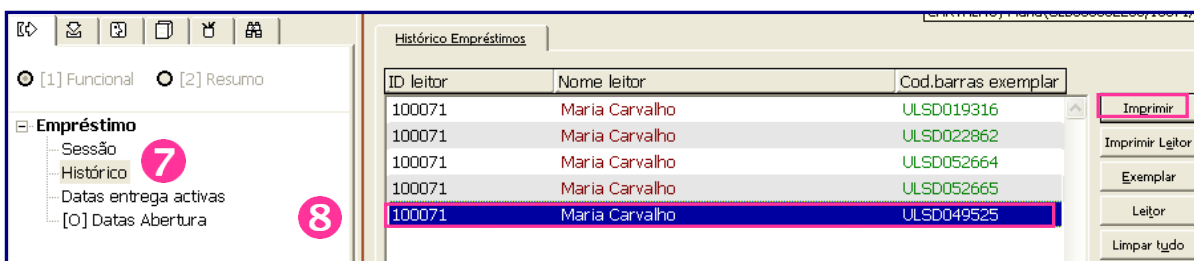 [1] Funcional [2] Resumo
Empréstimo
Sessão
Histórico
7
Datas entrega activas
[O] Datas Abertura
8
Histórico Empréstimos
ID leitor Nome leitor Cod.barras exemplar
100071 Maria Carvalho ULSD019316
100071 Maria Carvalho ULSD022862
100071 Maria Carvalho ULSD052664
100071 Maria Carvalho ULSD052665
100071 Maria Carvalho ULSD049525
Imprimir
Imprimir Leitor
Exemplar
Leitor
Limpar tudo